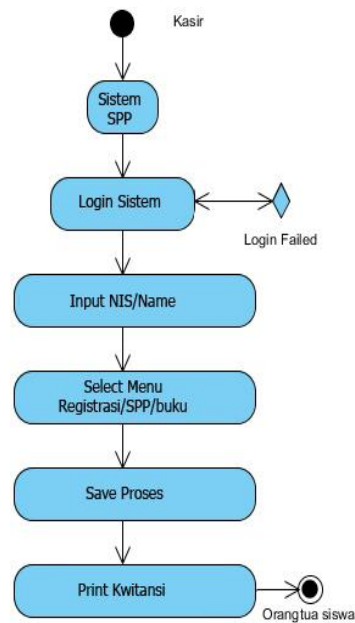 Kasir
Sistem
SPP
Login Sistem
Login Failed
Input NIS/Name
Select Menu
Registrasi/SPP/buku
Save Proses
Print Kwitansi
Orangtua siswa